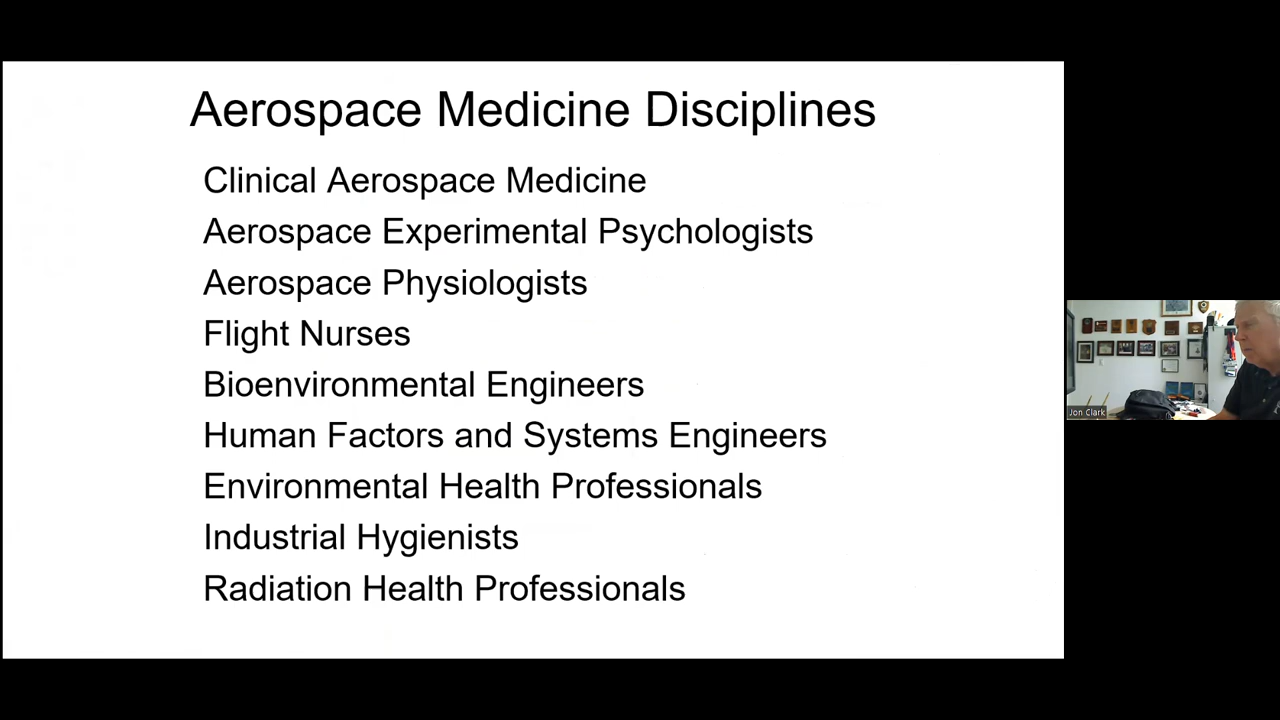 Aerospace Medicine Disciplines
Clinical Aerospace Medicine
Aerospace Experimental Psychologists
Aerospace Physiologists
Flight Nurses
Bioenvironmental Engineers
Human Factors and Systems Engineers
Environmental Health Professionals
Industrial Hygienists
Radiation Health Professionals
Jon Clark